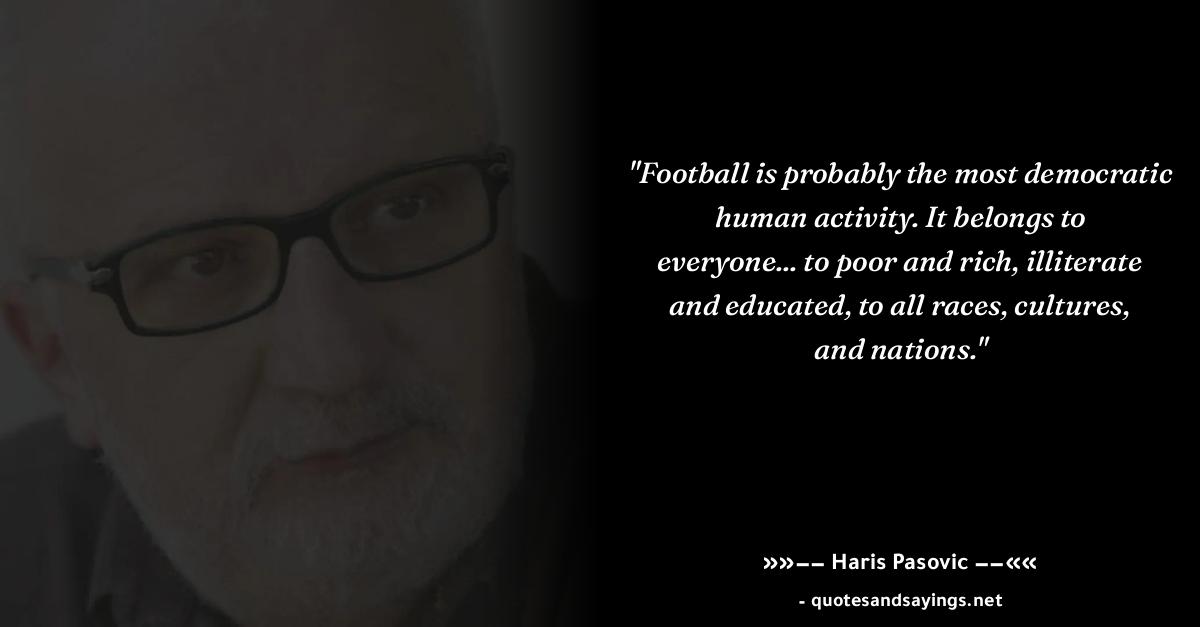 "Football is probably the most democratic
human activity. It belongs to
everyone... to poor and rich, illiterate
and educated, to all races, cultures,
and nations."
»»−− Haris Pasovic −−««
- quotesandsayings.net